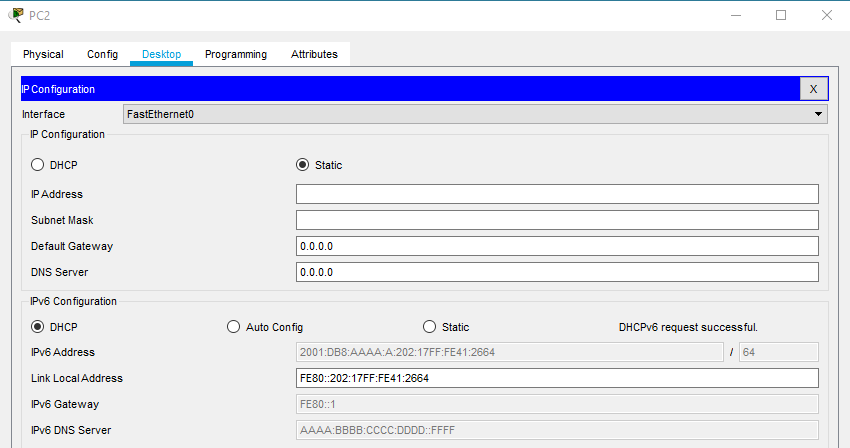 PC2
Physical Config Desktop Programming Attributes
IP Configuration X
Interface FastEthernet0
IP Configuration
DHCP Static
IP Address
Subnet Mask
Default Gateway 0.0.0.0
DNS Server 0.0.0.0
IPv6 Configuration
DHCP Auto Config Static DHCPv6 request successful.
IPv6 Address 2001:DB8:AAAA:A:202:17FF:FE41:2664 / 64
Link Local Address FE80::202:17FF:FE41:2664
IPv6 Gateway FE80::1
IPv6 DNS Server AAAA:BBBB:CCCC:DDDD::FFFF